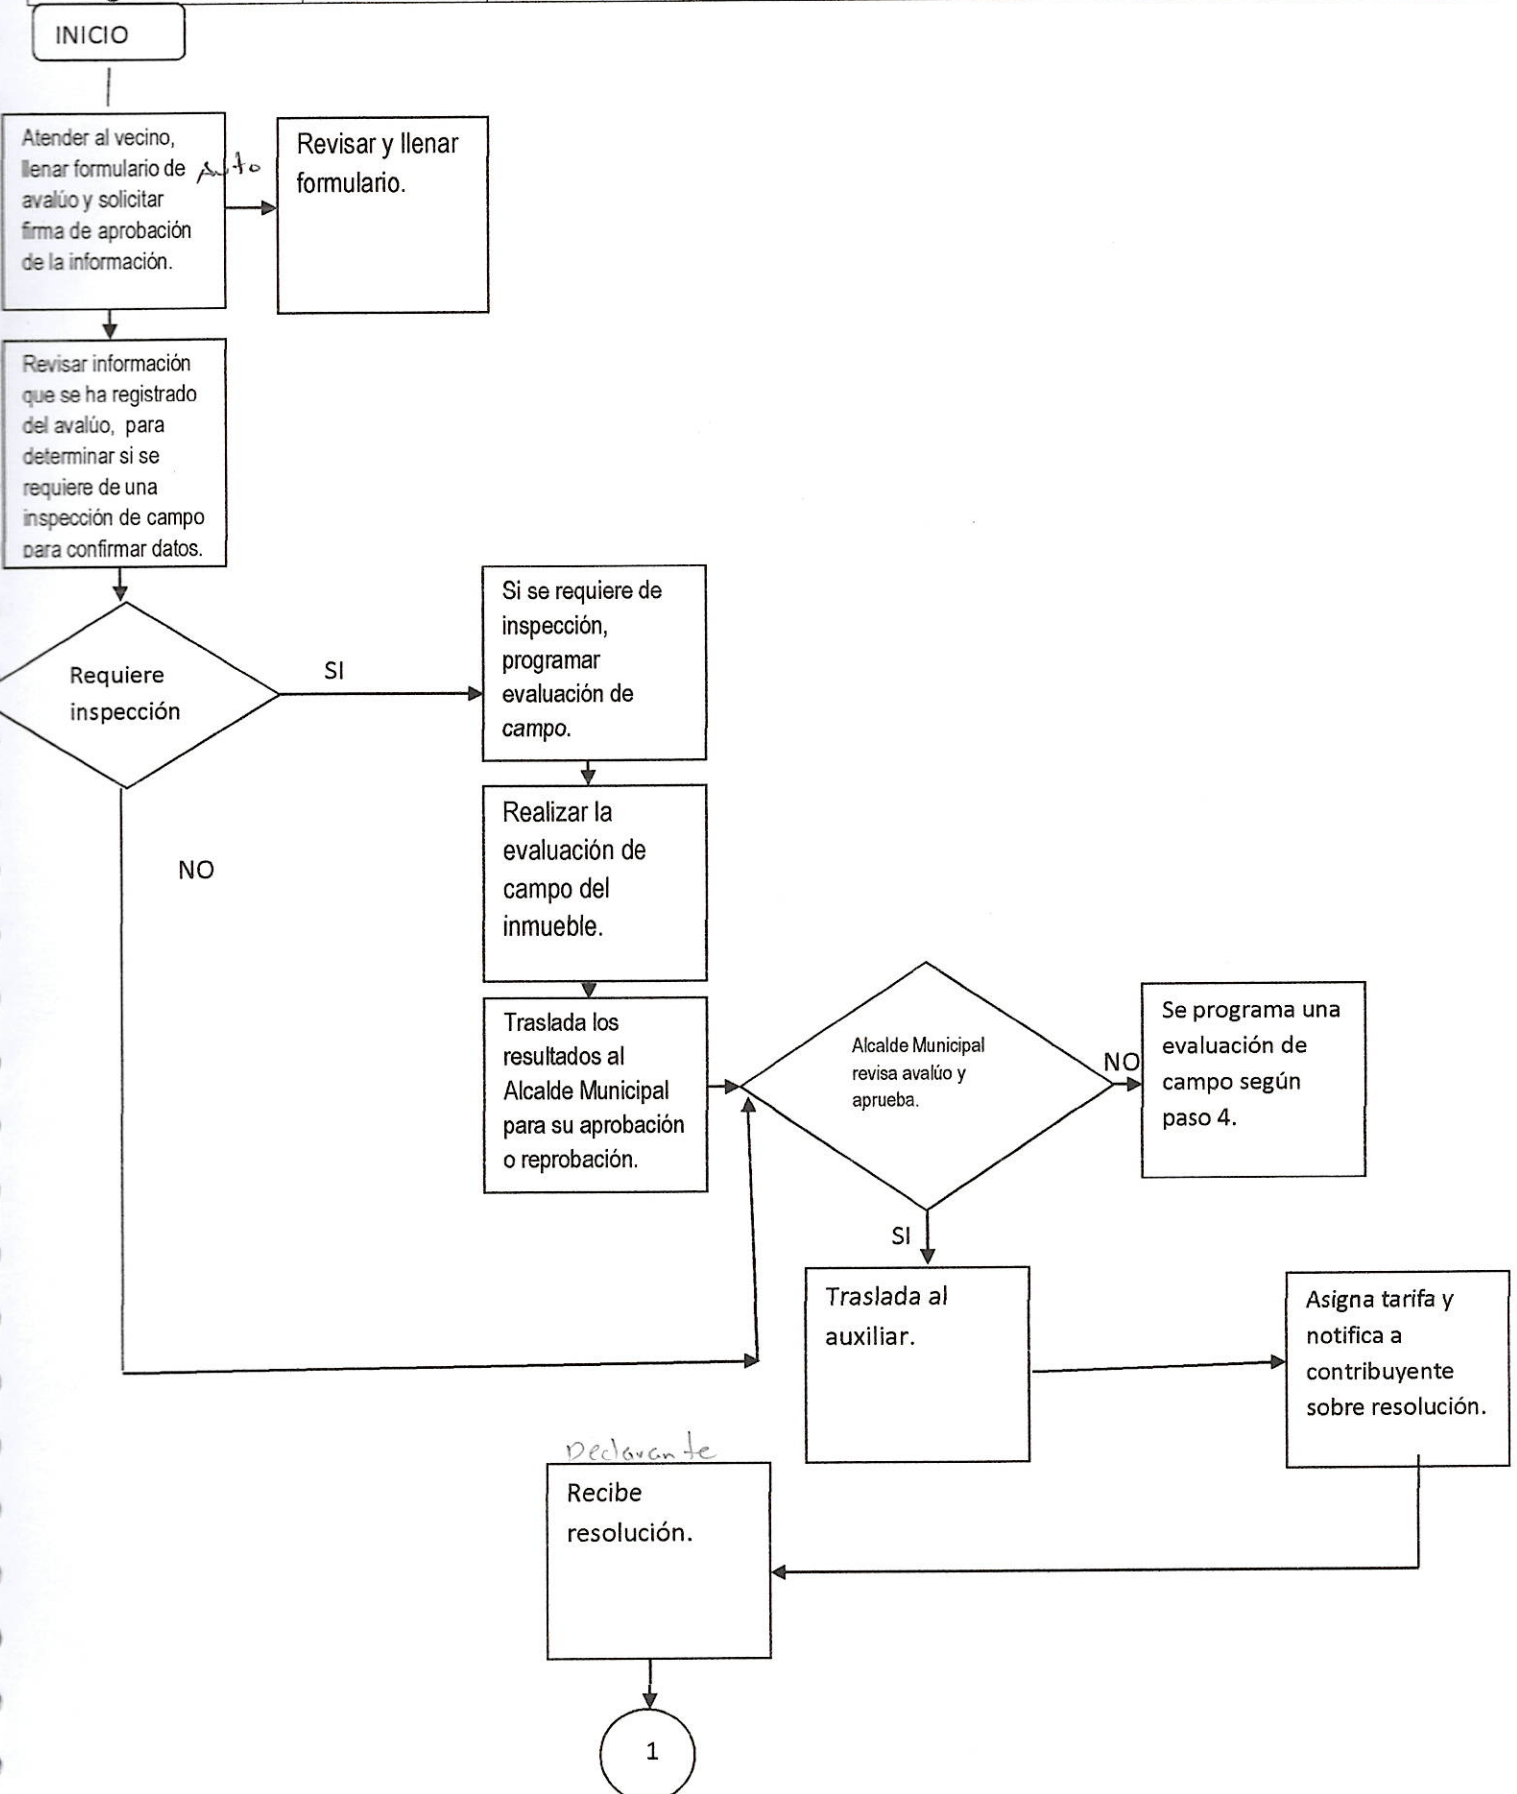 INICIO
Atender al vecino,
llenar formulario de
avalúo y solicitar
firma de aprobación
de la información.
Revisar y llenar
formulario.
Revisar información
que se ha registrado
del avalúo, para
determinar si se
requiere de una
inspección de campo
para confirmar datos.
Requiere
inspección
SI
Si se requiere de
inspección,
programar
evaluación de
campo.
NO
Realizar la
evaluación de
campo del
inmueble.
Traslada los
resultados al
Alcalde Municipal
para su aprobación
o reprobación.
Alcalde Municipal
revisa avalúo y
aprueba.
NO
Se programa una
evaluación de
campo según
paso 4.
SI
Traslada al
auxiliar.
Asigna tarifa y
notifica a
contribuyente
sobre resolución.
Declarante
Recibe
resolución.
1